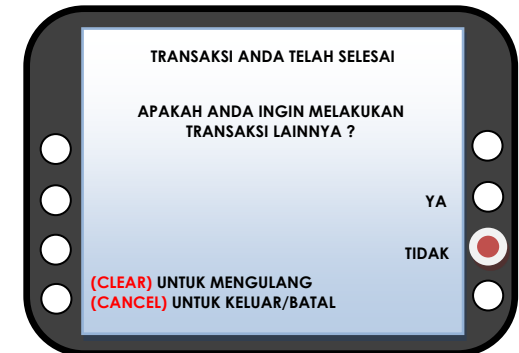 TRANSAKSI ANDA TELAH SELESAI
APAKAH ANDA INGIN MELAKUKAN
TRANSAKSI LAINNYA ?
YA
TIDAK
(CLEAR) UNTUK MENGULANG
(CANCEL) UNTUK KELUAR/BATAL